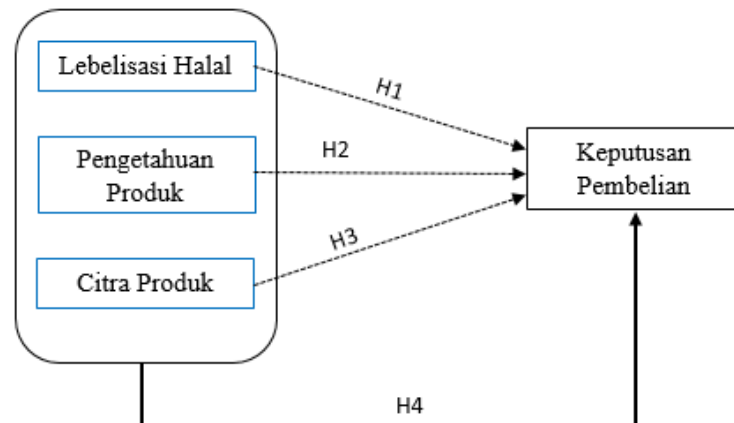 Lebelisasi Halal
H1
Pengetahuan
Produk
H2
Keputusan
Pembelian
H3
Citra Produk
H4